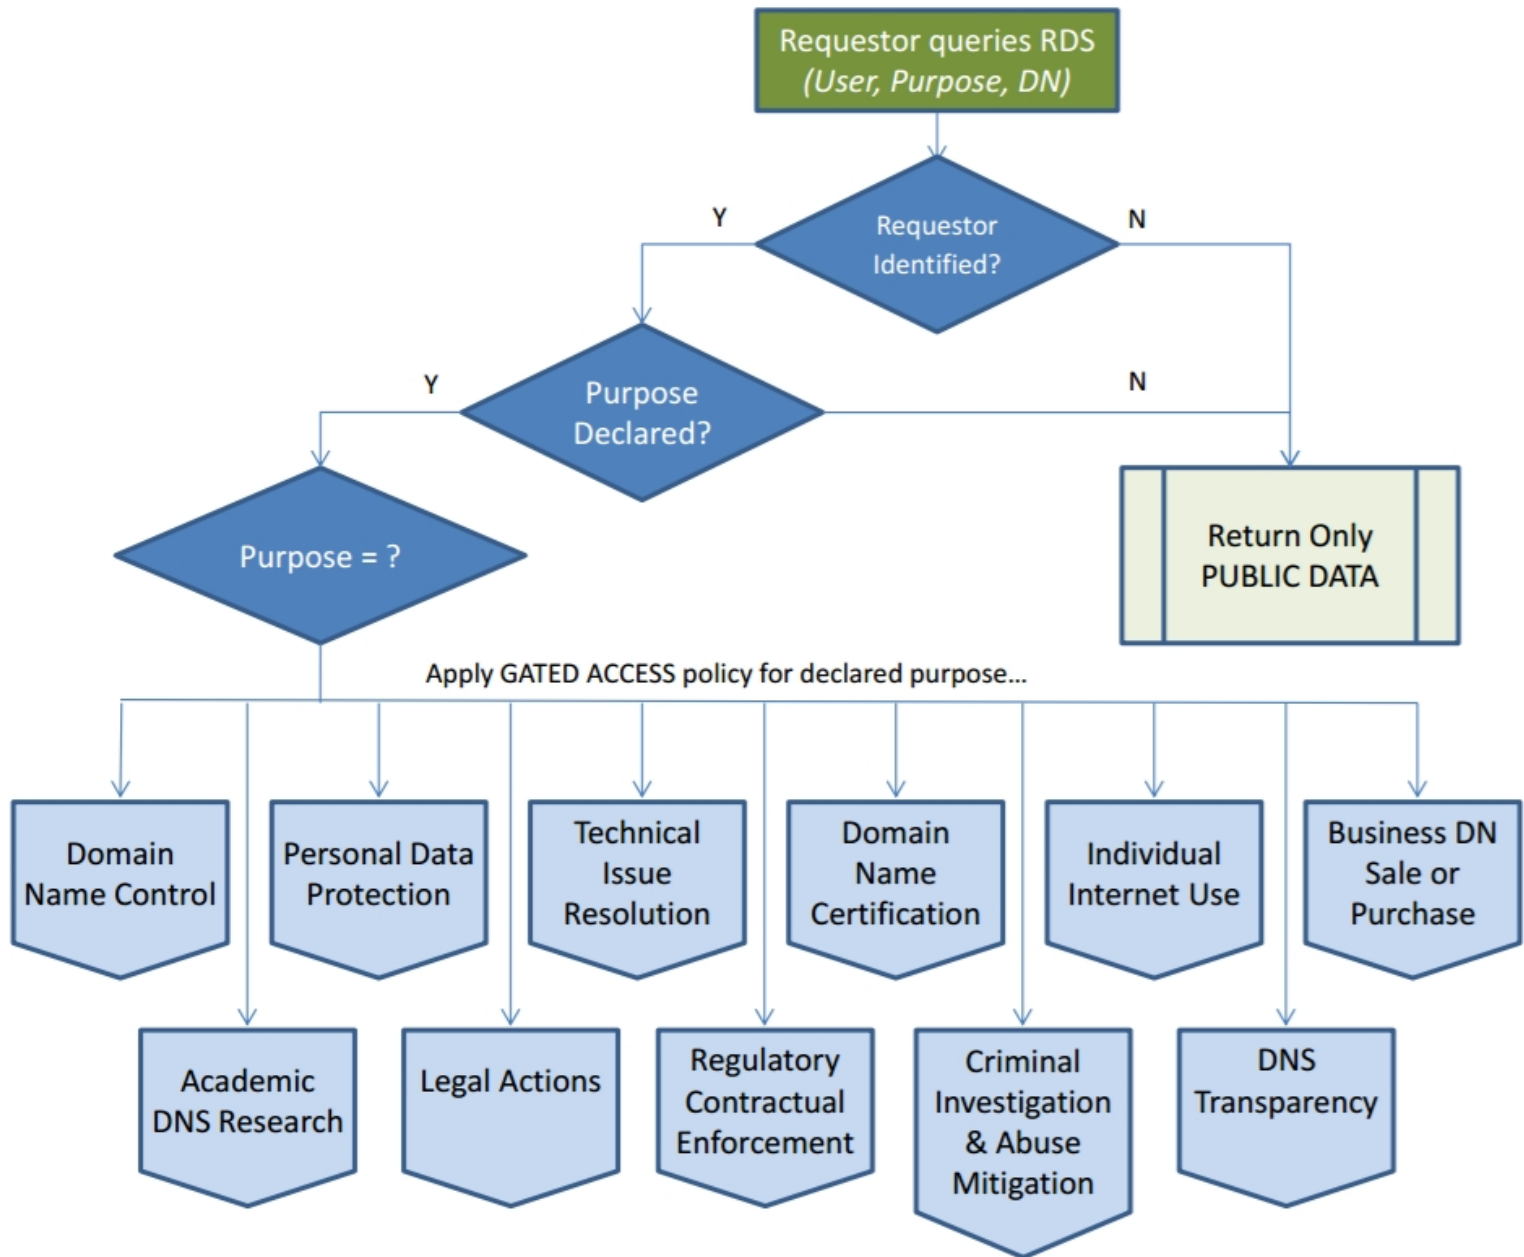 Requestor queries RDS
(User, Purpose, DN)
Y
N
Requestor
Identified?
Y
N
Purpose
Declared?
Purpose = ?
Return Only
PUBLIC DATA
Apply GATED ACCESS policy for declared purpose...
Domain
Name Control
Personal Data
Protection
Technical
Issue
Resolution
Domain
Name
Certification
Individual
Internet Use
Business DN
Sale or
Purchase
Academic
DNS Research
Legal Actions
Regulatory
Contractual
Enforcement
Criminal
Investigation
& Abuse
Mitigation
DNS
Transparency